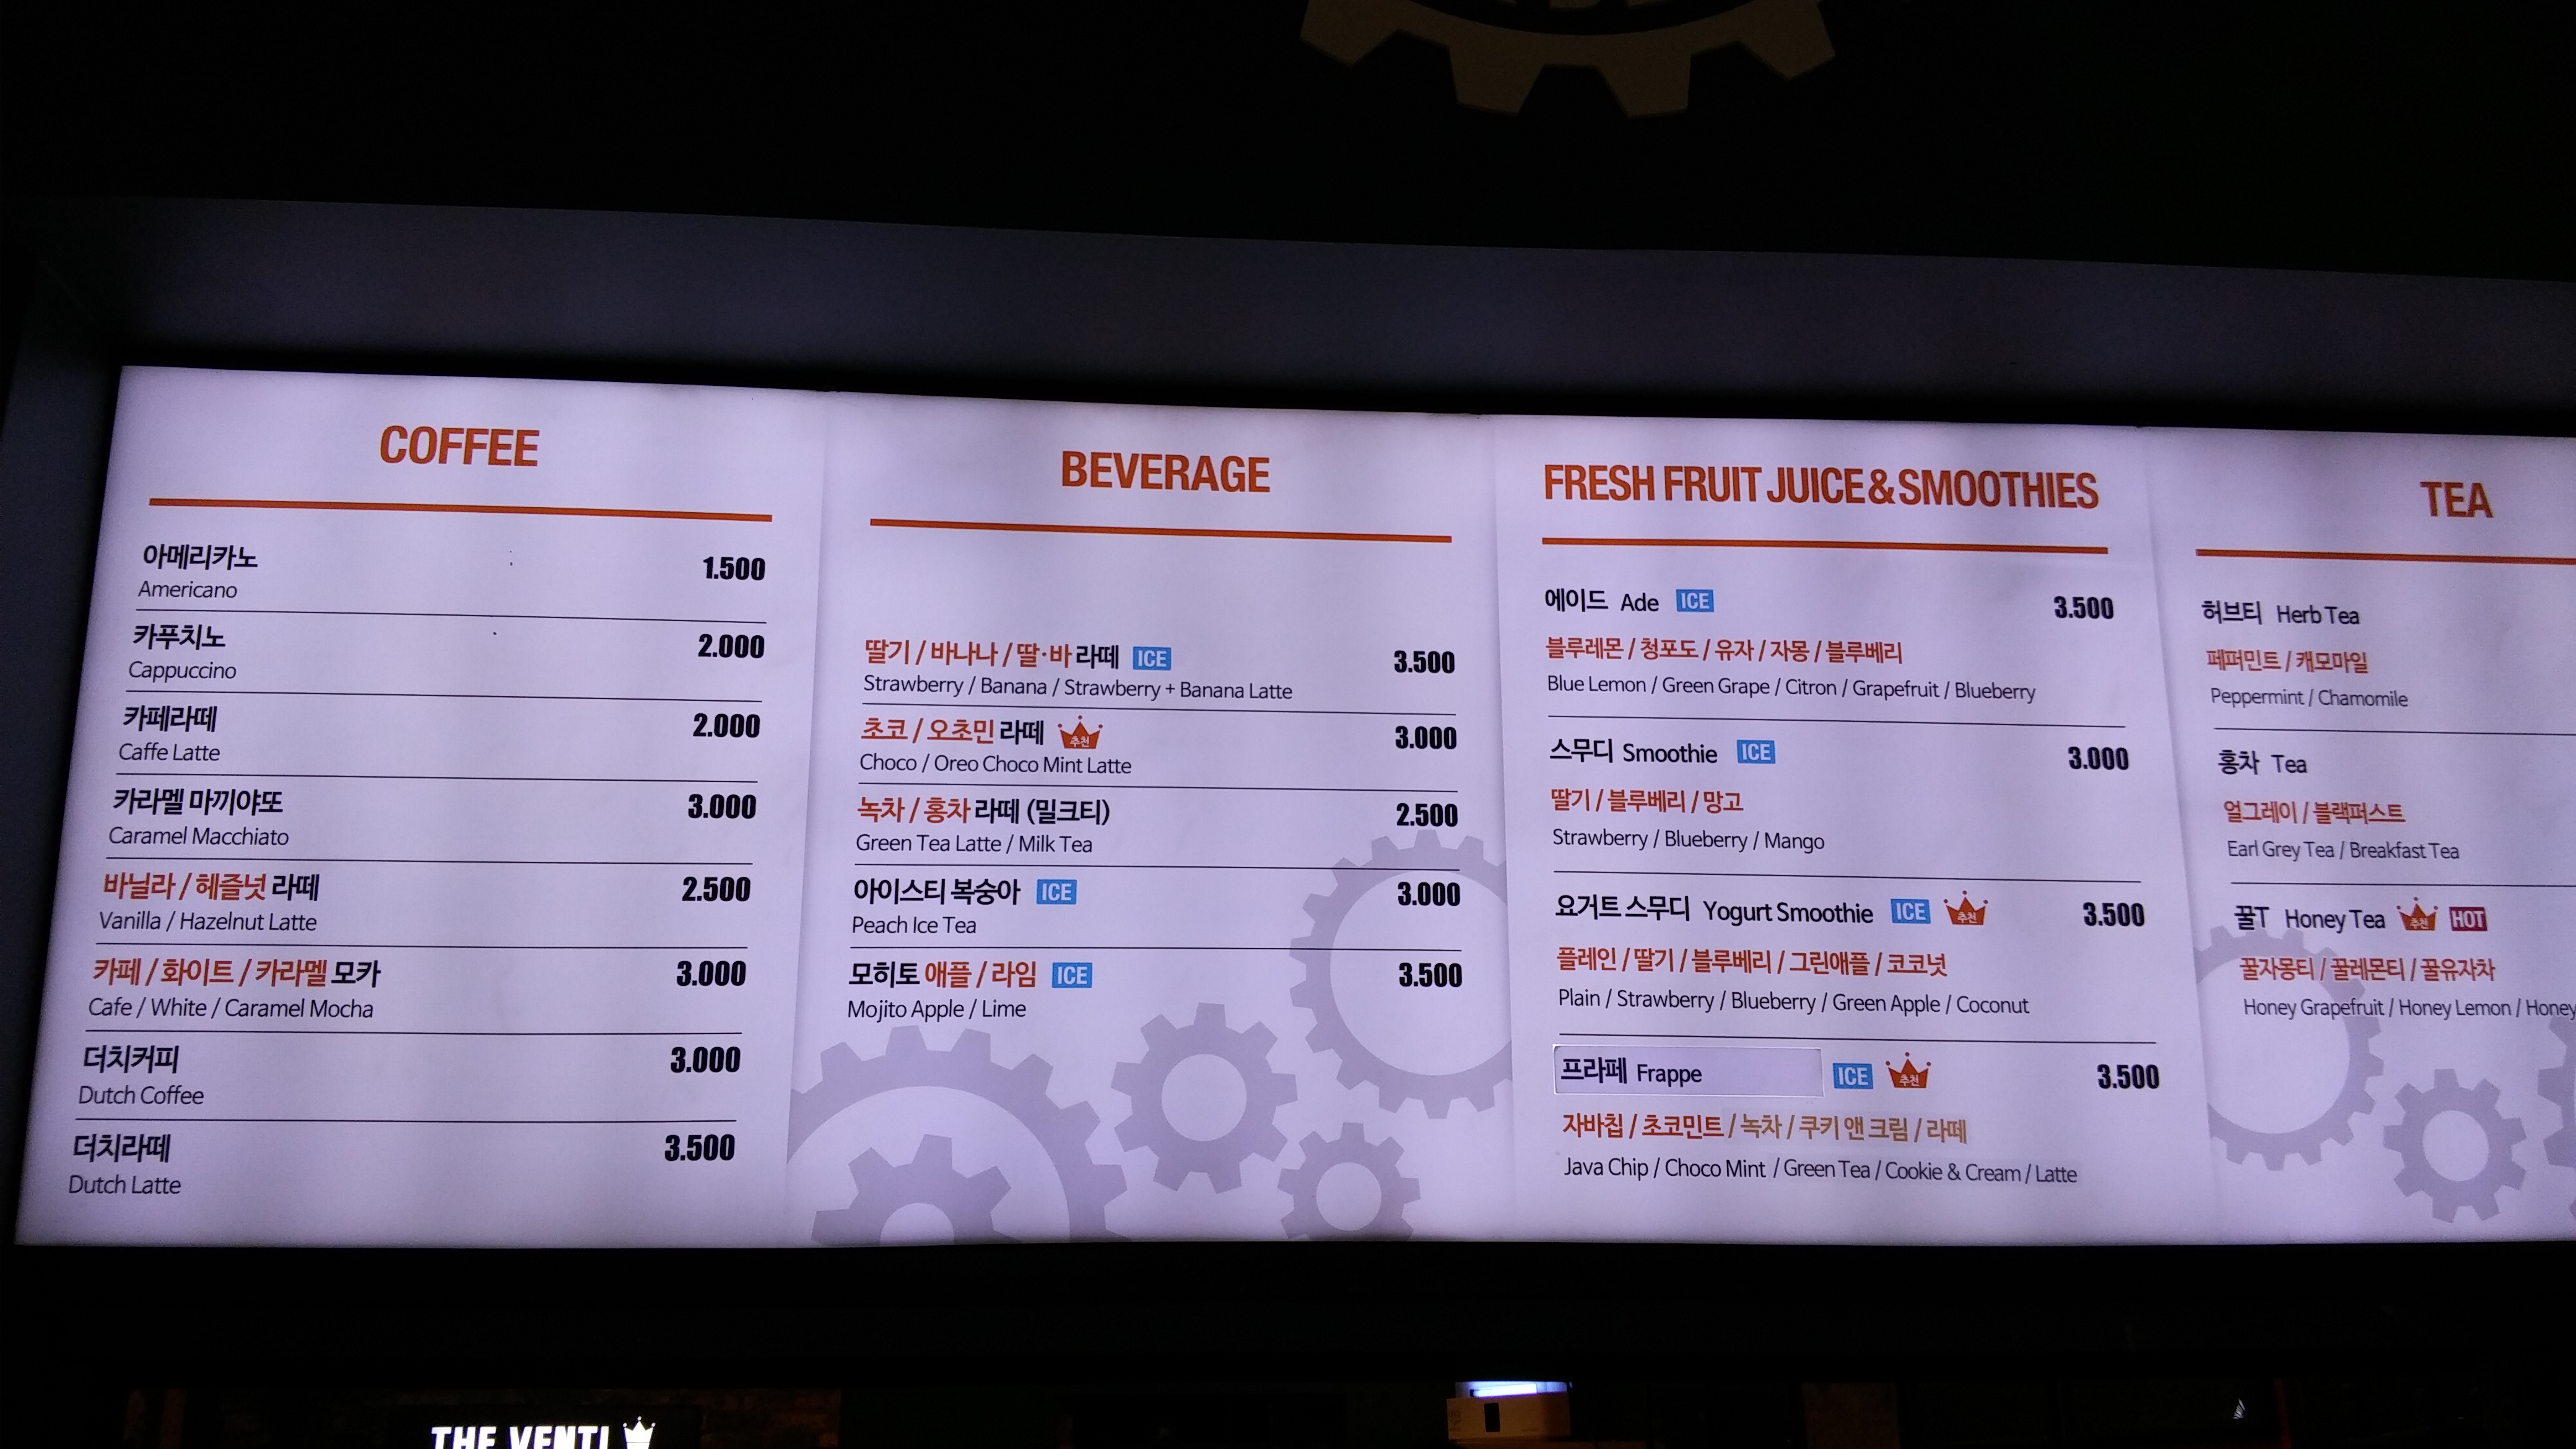 COFFEE
아메리카노
1.500
Americano
카푸치노
2.000
Cappuccino
카페라떼
2.000
Caffe Latte
카라멜 마끼야또
3.000
Caramel Macchiato
바닐라 / 헤즐넛 라떼
2.500
Vanilla / Hazelnut Latte
카페 / 화이트 / 카라멜 모카
3.000
Cafe / White / Caramel Mocha
더치커피
3.000
Dutch Coffee
더치라떼
3.500
Dutch Latte
BEVERAGE
딸기 / 바나나 / 딸·바 라떼 ICE
3.500
Strawberry / Banana / Strawberry + Banana Latte
초코 / 오초민 라떼 추천
3.000
Choco / Oreo Choco Mint Latte
녹차 / 홍차 라떼 (밀크티)
2.500
Green Tea Latte / Milk Tea
아이스티 복숭아 ICE
3.000
Peach Ice Tea
모히토 애플 / 라임 ICE
3.500
Mojito Apple / Lime
FRESH FRUIT JUICE & SMOOTHIES
에이드 Ade ICE
3.500
블루레몬 / 청포도 / 유자 / 자몽 / 블루베리
Blue Lemon / Green Grape / Citron / Grapefruit / Blueberry
스무디 Smoothie ICE
3.000
딸기 / 블루베리 / 망고
Strawberry / Blueberry / Mango
요거트 스무디 Yogurt Smoothie ICE 추천
3.500
플레인 / 딸기 / 블루베리 / 그린애플 / 코코넛
Plain / Strawberry / Blueberry / Green Apple / Coconut
프라페 Frappe ICE 추천
3.500
자바칩 / 초코민트 / 녹차 / 쿠키 앤 크림 / 라떼
Java Chip / Choco Mint / Green Tea / Cookie & Cream / Latte
TEA
허브티 Herb Tea
페퍼민트 / 캐모마일
Peppermint / Chamomile
홍차 Tea
얼그레이 / 블랙퍼스트
Earl Grey Tea / Breakfast Tea
꿀T Honey Tea 추천 HOT
꿀자몽티 / 꿀레몬티 / 꿀유자차
Honey Grapefruit / Honey Lemon / Honey
THE VENTI